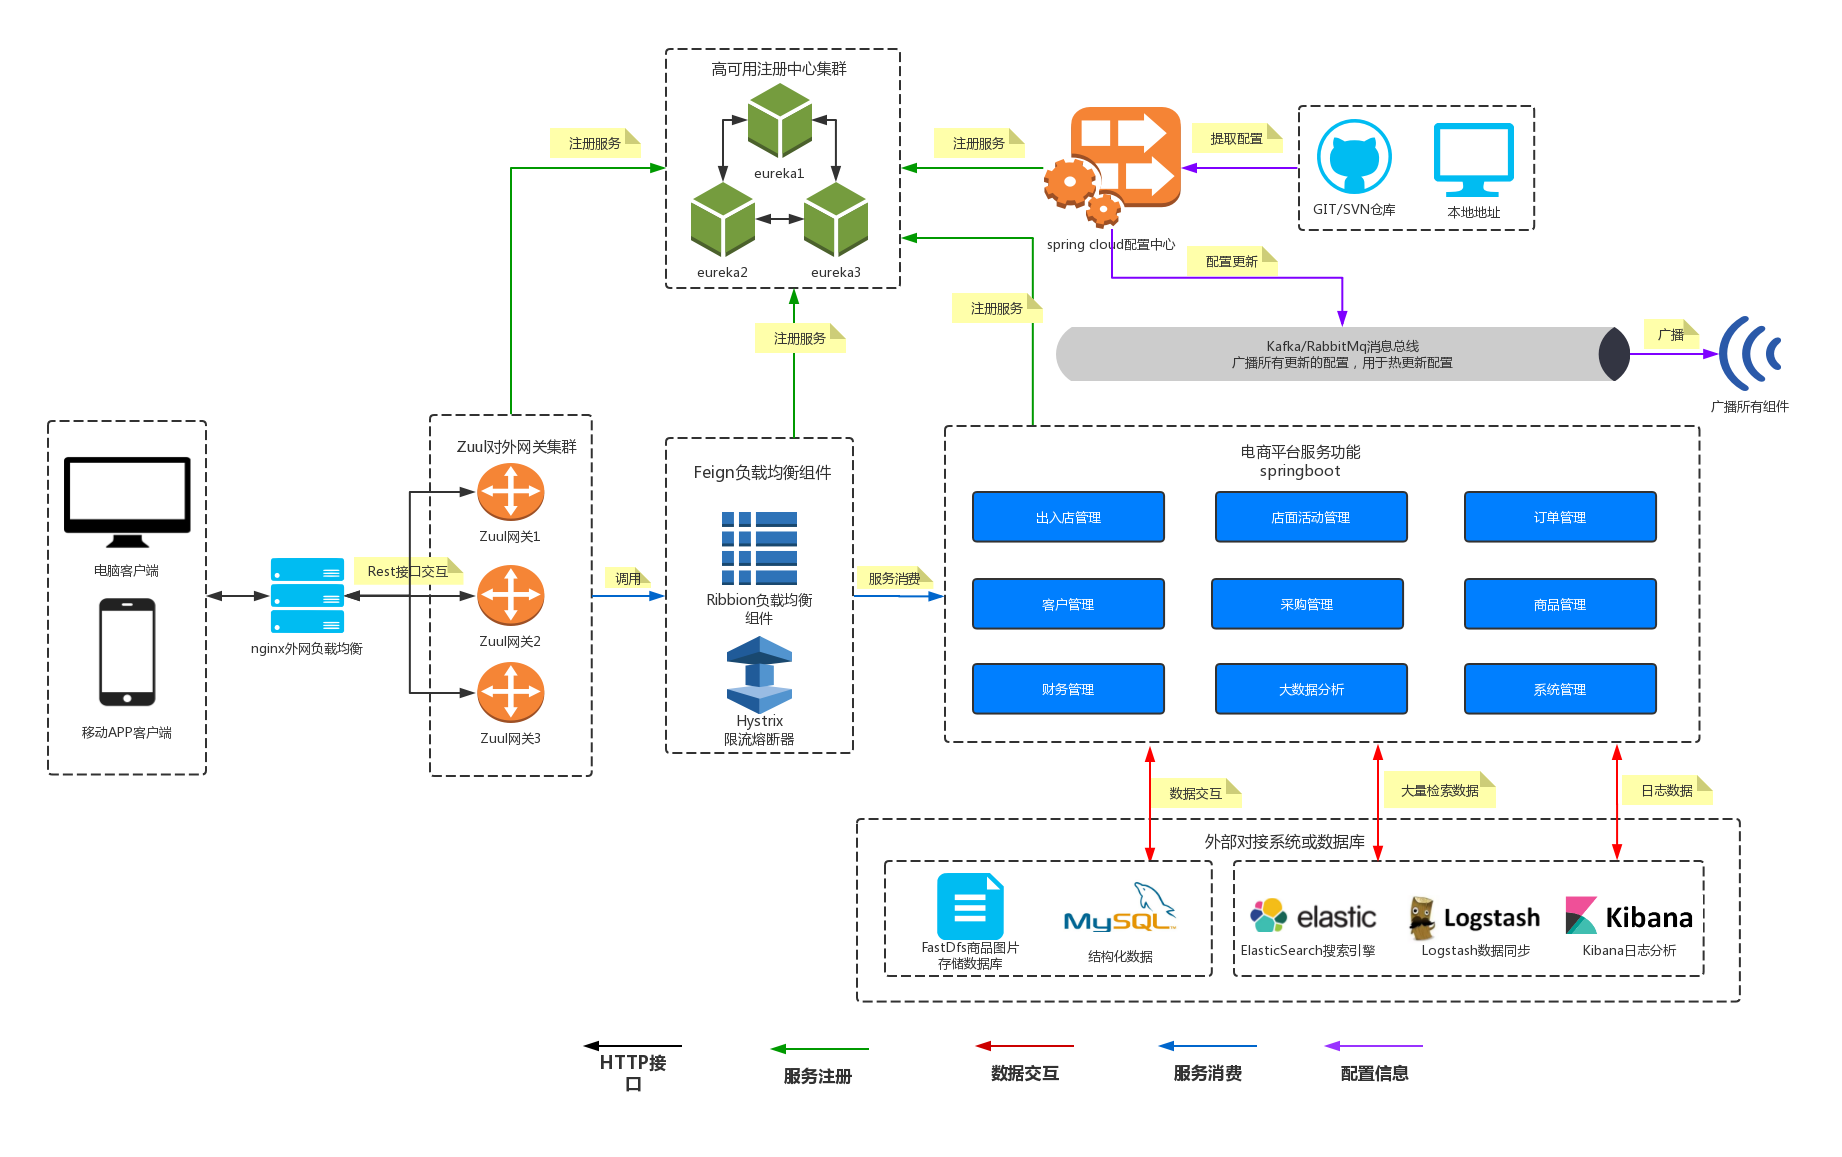 高可用注册中心集群
eureka1
eureka2
eureka3
注册服务
注册服务
注册服务
注册服务
提取配置
GIT/SVN仓库
本地地址
spring cloud配置中心
配置更新
Kafka/RabbitMq消息总线
广播所有更新的配置，用于热更新配置
广播
广播所有组件
电脑客户端
移动APP客户端
nginx外网负载均衡
Rest接口交互
Zuul对外网关集群
Zuul网关1
Zuul网关2
Zuul网关3
调用
Feign负载均衡组件
Ribbion负载均衡
组件
Hystrix
限流熔断器
服务消费
电商平台服务功能
springboot
出入店管理
店面活动管理
订单管理
客户管理
采购管理
商品管理
财务管理
大数据分析
系统管理
数据交互
大量检索数据
日志数据
外部对接系统或数据库
FastDfs商品图片
存储数据库
MySQL
结构化数据
elastic
ElasticSearch搜索引擎
Logstash
Logstash数据同步
Kibana
Kibana日志分析
HTTP接
口
服务注册
数据交互
服务消费
配置信息